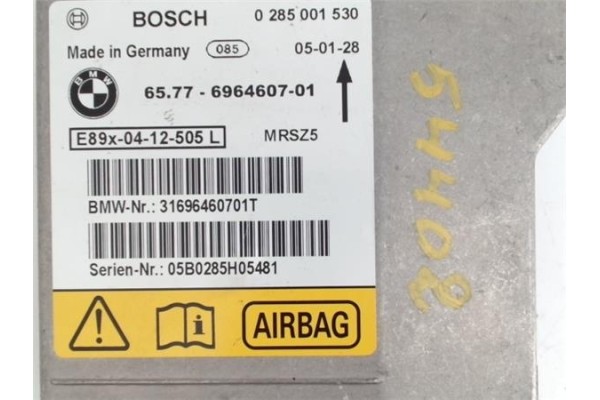 BOSCH 0 285 001 530
Made in Germany 085 05-01-28
BMW 65.77 - 6964607-01
E89x-04-12-505 L MRSZ5
BMW-Nr.: 31696460701T
Serien-Nr.: 05B0285H05481
AIRBAG